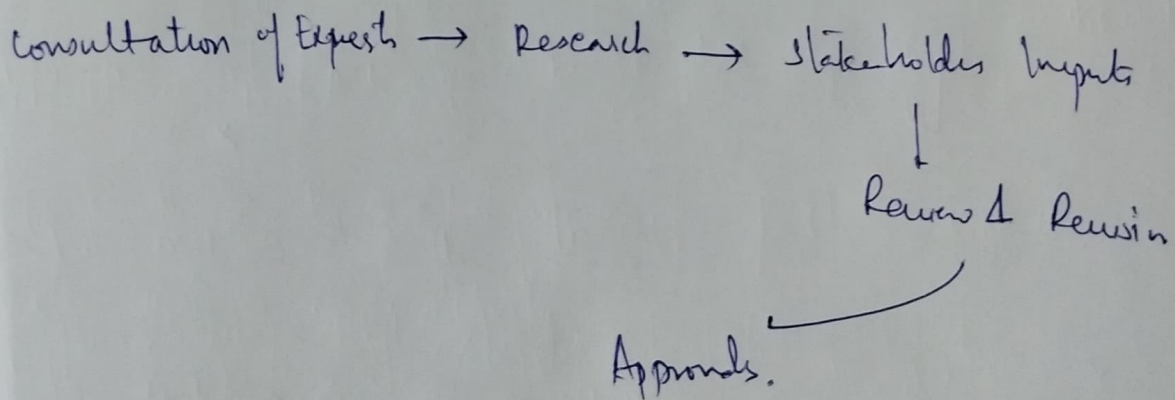 Consultation of Experts → Research → Stakeholders Inputs
Review & Revision
Approvals.